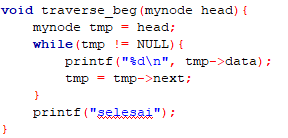 void traverse_beg(mynode head){
    mynode tmp = head;
    while(tmp != NULL){
        printf("%d\n", tmp->data);
        tmp = tmp->next;
    }
    printf("selesai");
}